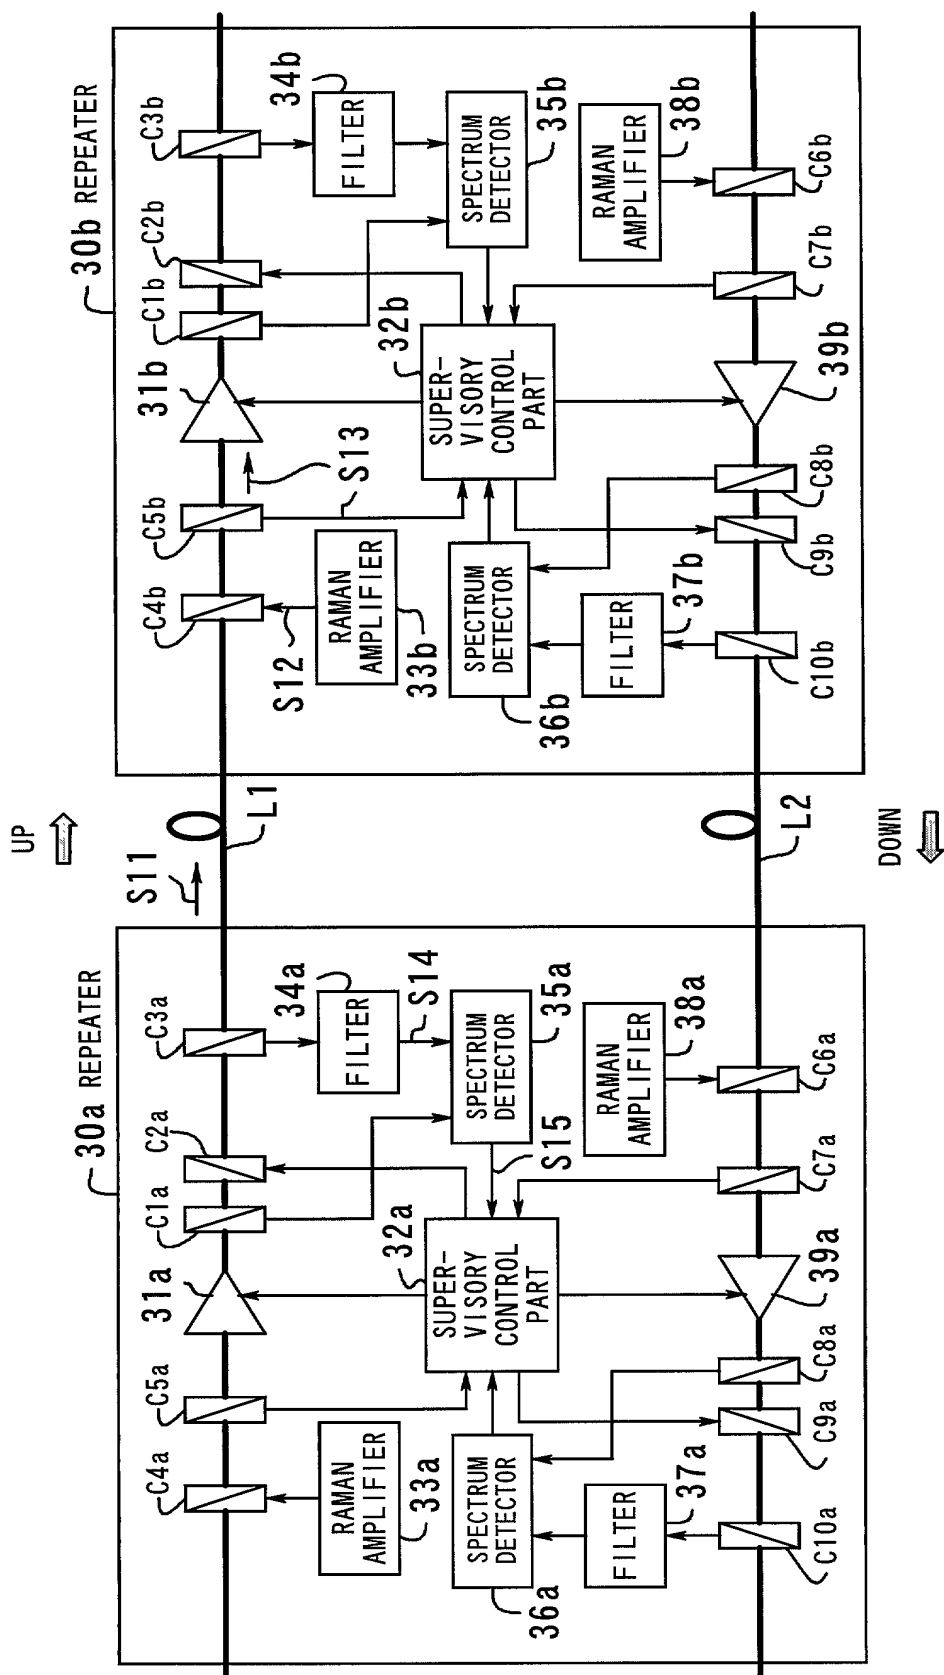 UP
DOWN
30a REPEATER
C4a
C5a
31a
C1a
C2a
C3a
S11
L1
RAMAN
AMPLIFIER
33a
32a
SUPER-
VISORY
CONTROL
PART
FILTER
34a
S14
SPECTRUM
DETECTOR
35a
S15
SPECTRUM
DETECTOR
36a
FILTER
37a
RAMAN
AMPLIFIER
38a
39a
C10a
C9a
C8a
C7a
C6a
L2
30b REPEATER
C4b
C5b
31b
C1b
C2b
C3b
S12
S13
RAMAN
AMPLIFIER
33b
32b
SUPER-
VISORY
CONTROL
PART
FILTER
34b
SPECTRUM
DETECTOR
35b
SPECTRUM
DETECTOR
36b
FILTER
37b
RAMAN
AMPLIFIER
38b
39b
C10b
C9b
C8b
C7b
C6b